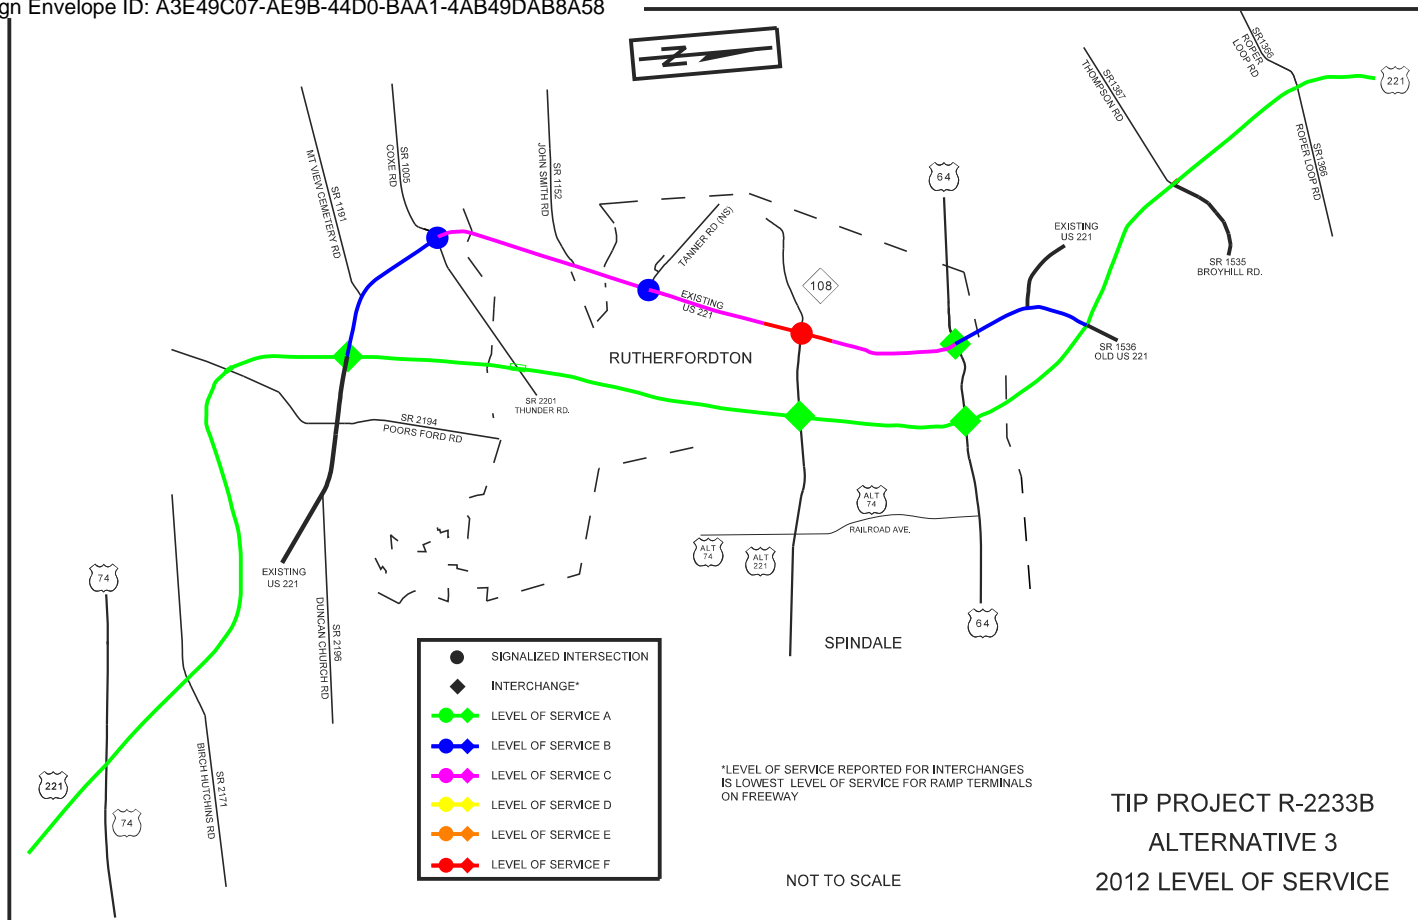 gn Envelope ID: A3E49C07-AE9B-44D0-BAA1-4AB49DAB8A58
N
SR1366
ROPER
LOOP RD
SR1367
THOMPSON RD
221
SR1366
ROPER LOOP RD
SR 1005
COXE RD
SR 1152
JOHN SMITH RD
SR 1191
MT VIEW CEMETERY RD
64
TANNER RD (NS)
EXISTING
US 221
SR 1535
BROYHILL RD.
108
EXISTING
US 221
RUTHERFORDTON
SR 1536
OLD US 221
SR 2201
THUNDER RD.
SR 2194
POORS FORD RD
ALT
74
RAILROAD AVE.
ALT
74
ALT
221
EXISTING
US 221
74
64
SR 2196
DUNCAN CHURCH RD
SPINDALE
SIGNALIZED INTERSECTION
INTERCHANGE*
LEVEL OF SERVICE A
LEVEL OF SERVICE B
LEVEL OF SERVICE C
LEVEL OF SERVICE D
LEVEL OF SERVICE E
LEVEL OF SERVICE F
221
74
SR 2171
BIRCH HUTCHINS RD
*LEVEL OF SERVICE REPORTED FOR INTERCHANGES
IS LOWEST LEVEL OF SERVICE FOR RAMP TERMINALS
ON FREEWAY
NOT TO SCALE
TIP PROJECT R-2233B
ALTERNATIVE 3
2012 LEVEL OF SERVICE